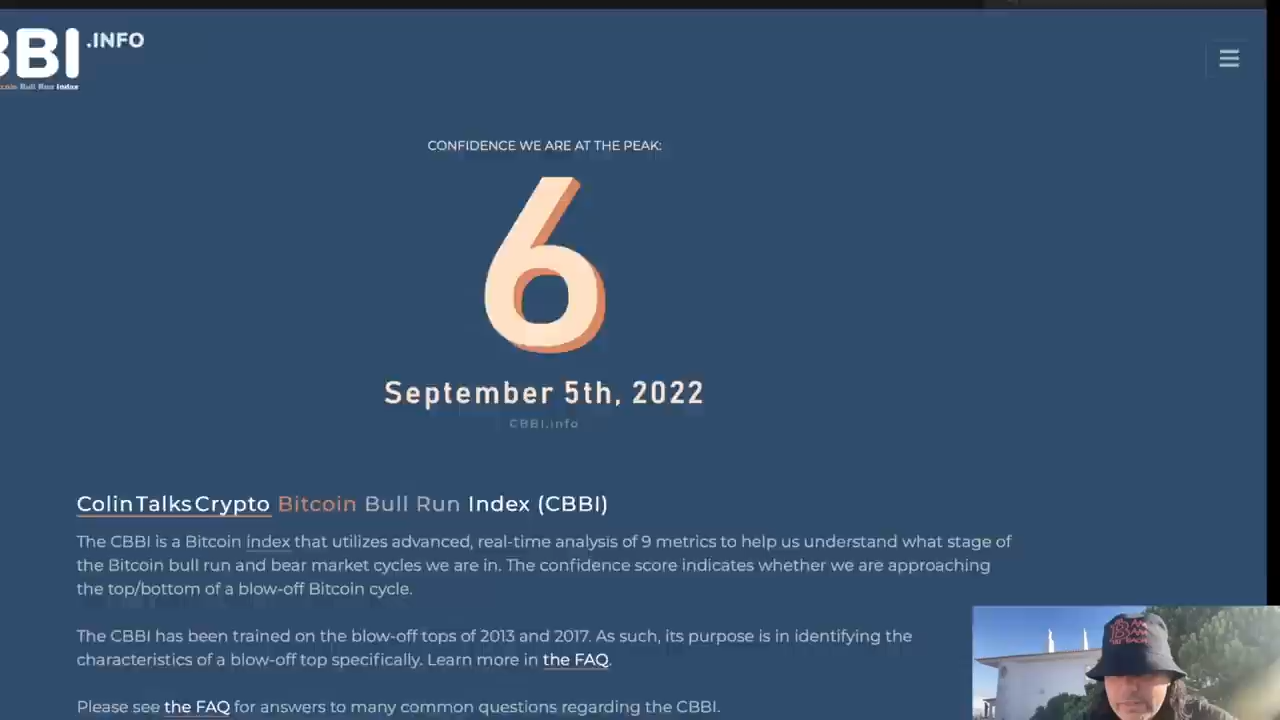 BBI .INFO
Bull Run Index
CONFIDENCE WE ARE AT THE PEAK:
6
September 5th, 2022
CBBI.info
ColinTalksCrypto Bitcoin Bull Run Index (CBBI)
The CBBI is a Bitcoin index that utilizes advanced, real-time analysis of 9 metrics to help us understand what stage of
the Bitcoin bull run and bear market cycles we are in. The confidence score indicates whether we are approaching
the top/bottom of a blow-off Bitcoin cycle.
The CBBI has been trained on the blow-off tops of 2013 and 2017. As such, its purpose is in identifying the
characteristics of a blow-off top specifically. Learn more in the FAQ.
Please see the FAQ for answers to many common questions regarding the CBBI.